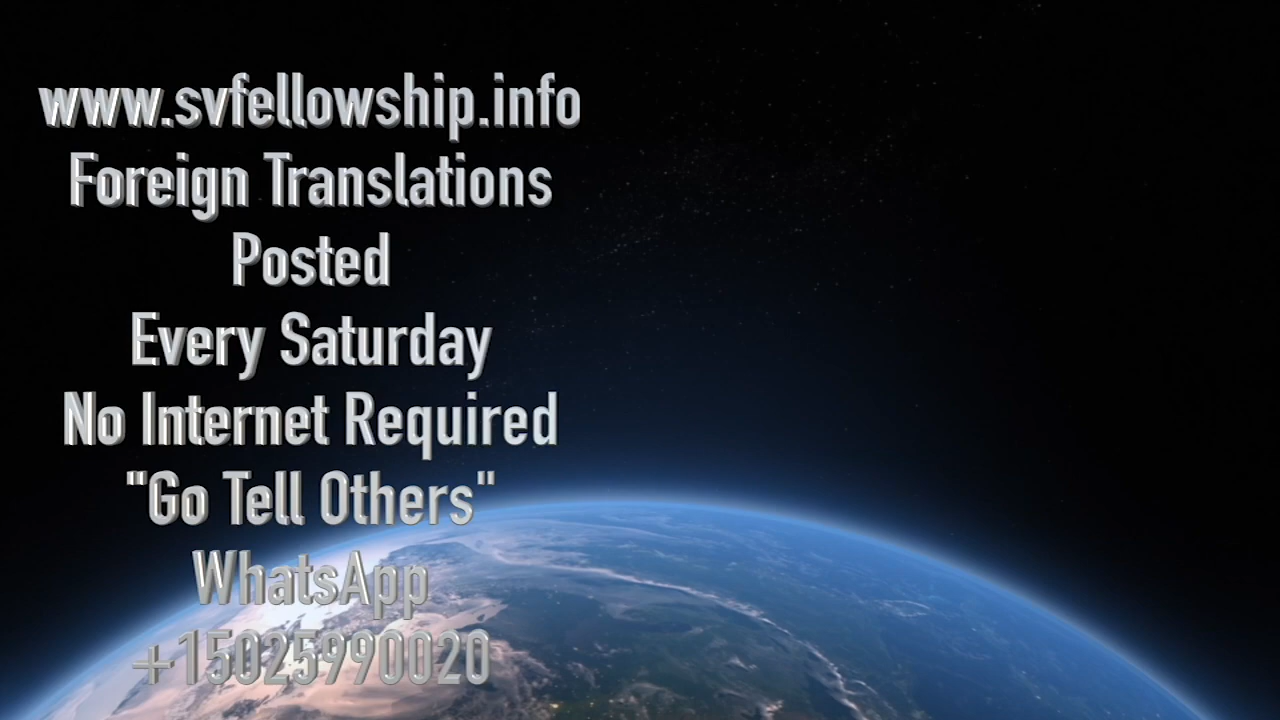 www.svfellowship.info
Foreign Translations
Posted
Every Saturday
No Internet Required
"Go Tell Others"
WhatsApp
+15025990020